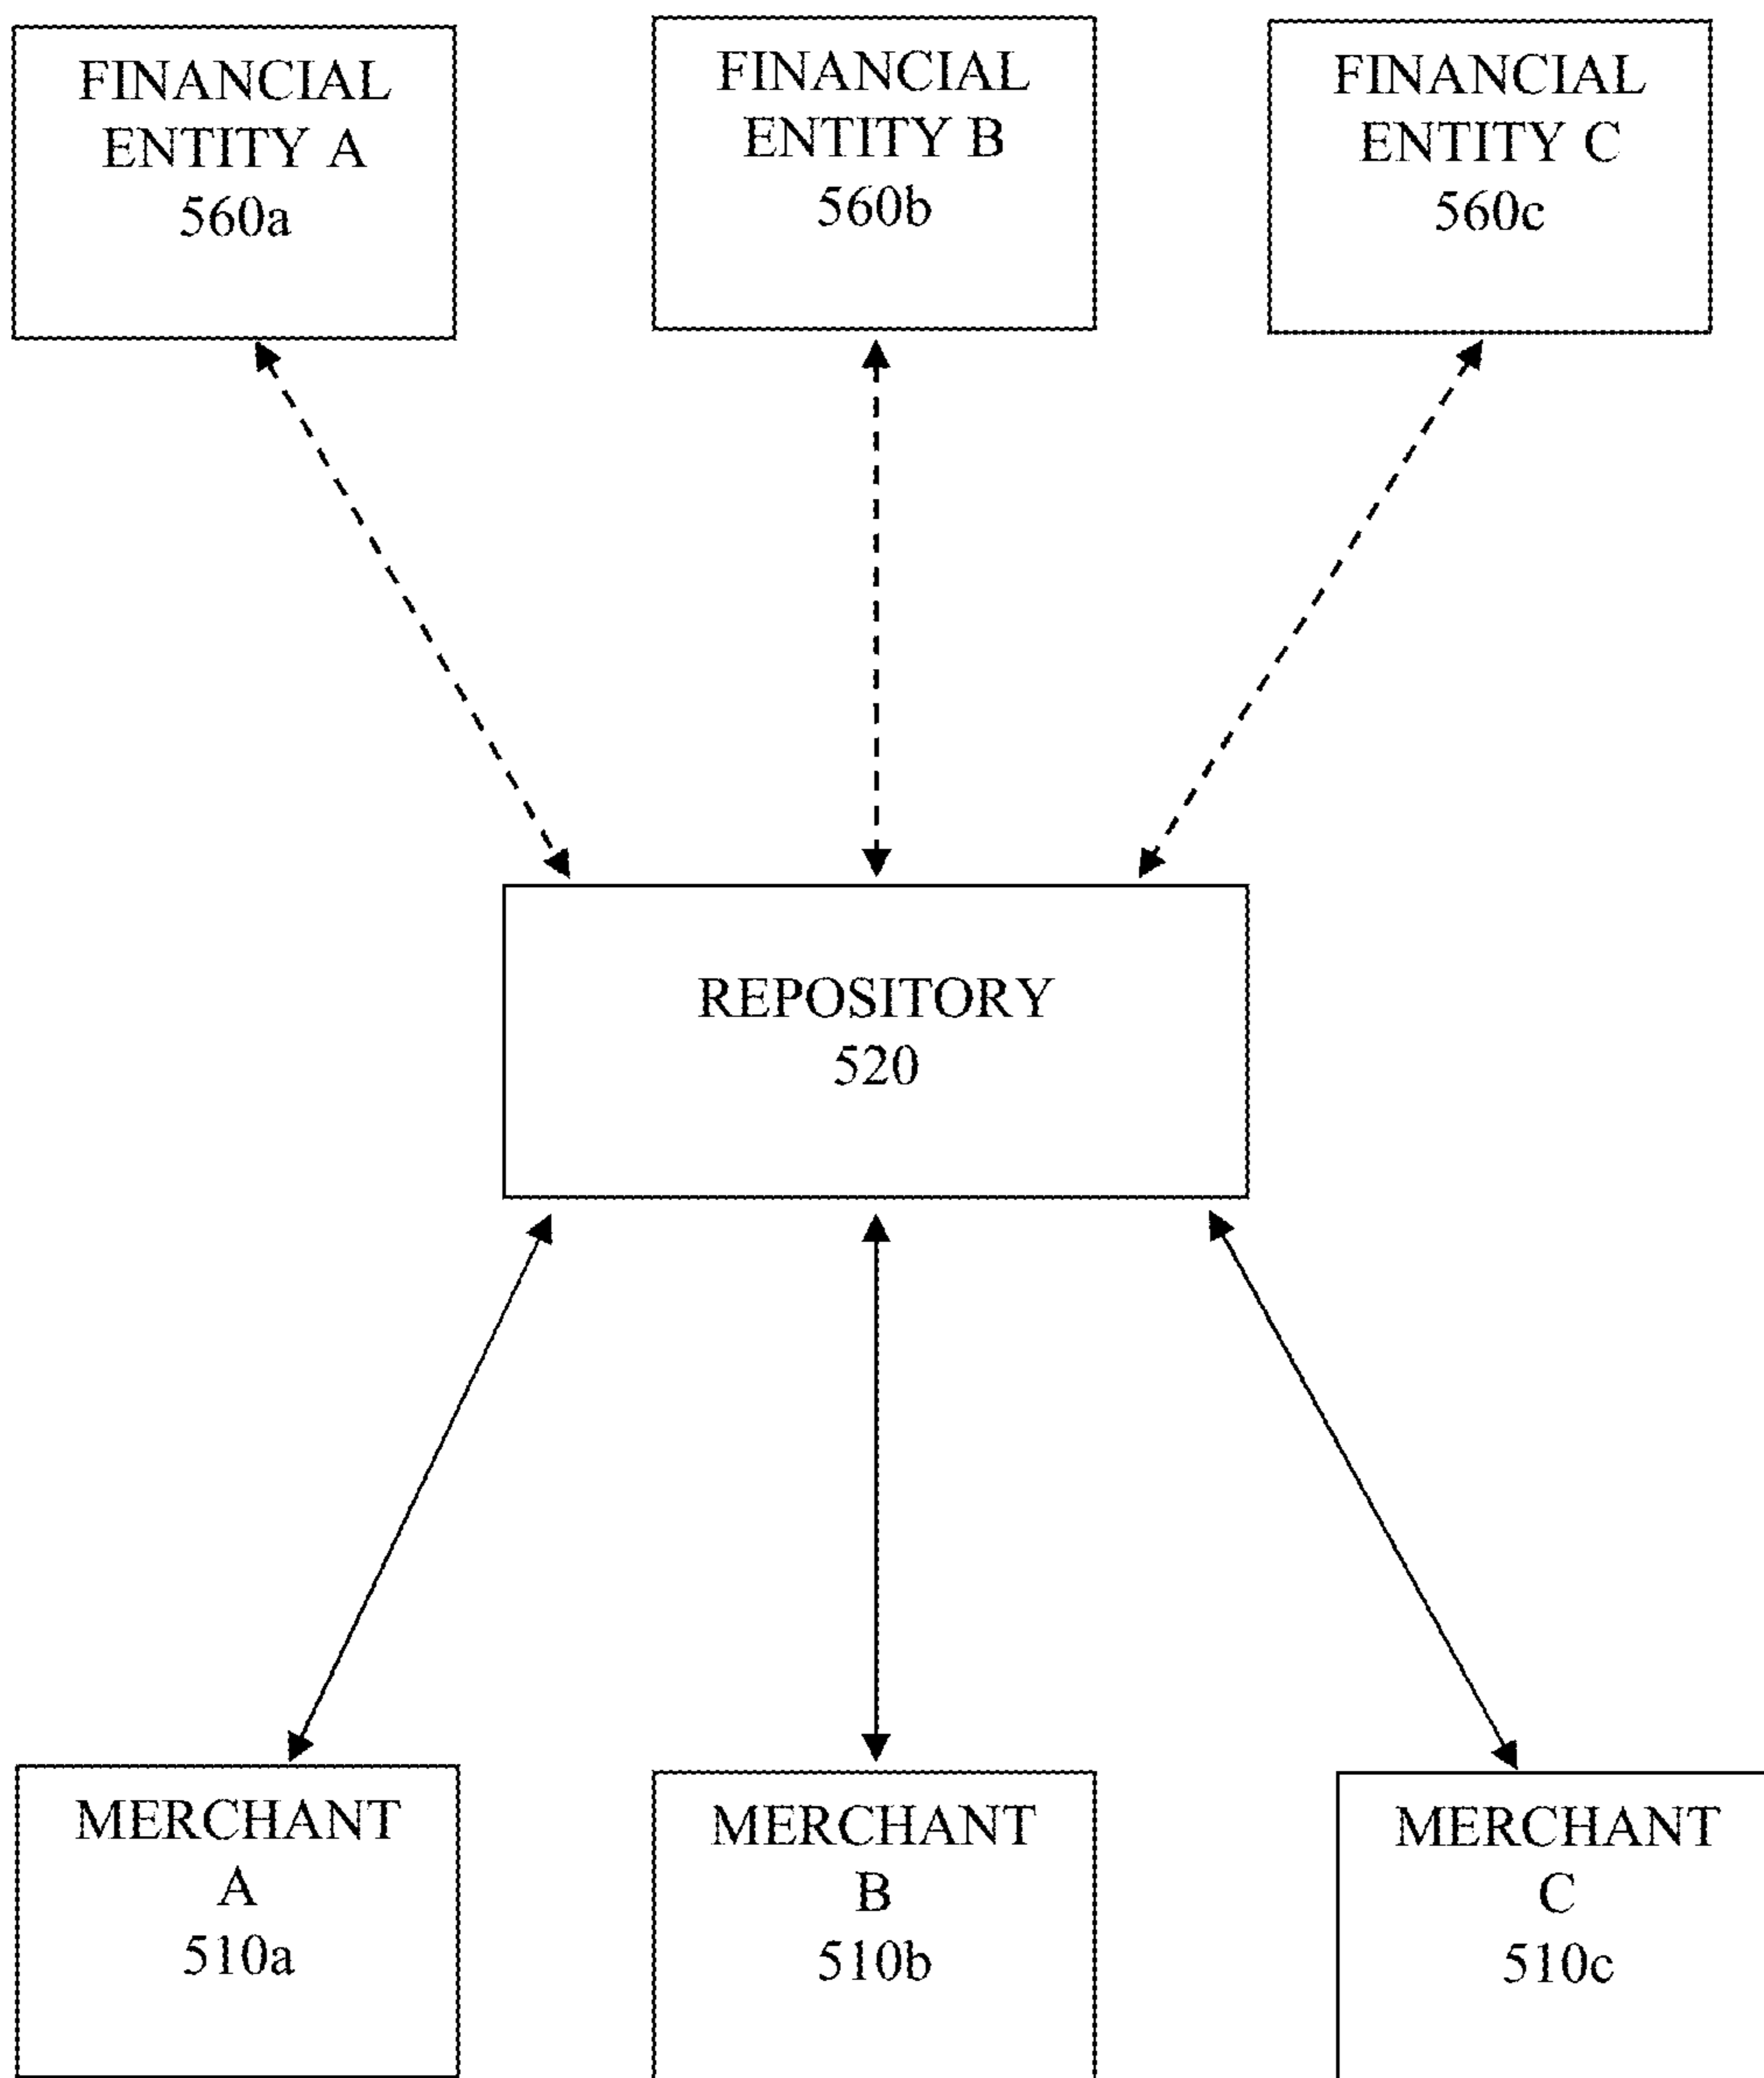 FINANCIAL
ENTITY A
560a
FINANCIAL
ENTITY B
560b
FINANCIAL
ENTITY C
560c
REPOSITORY
520
MERCHANT
A
510a
MERCHANT
B
510b
MERCHANT
C
510c